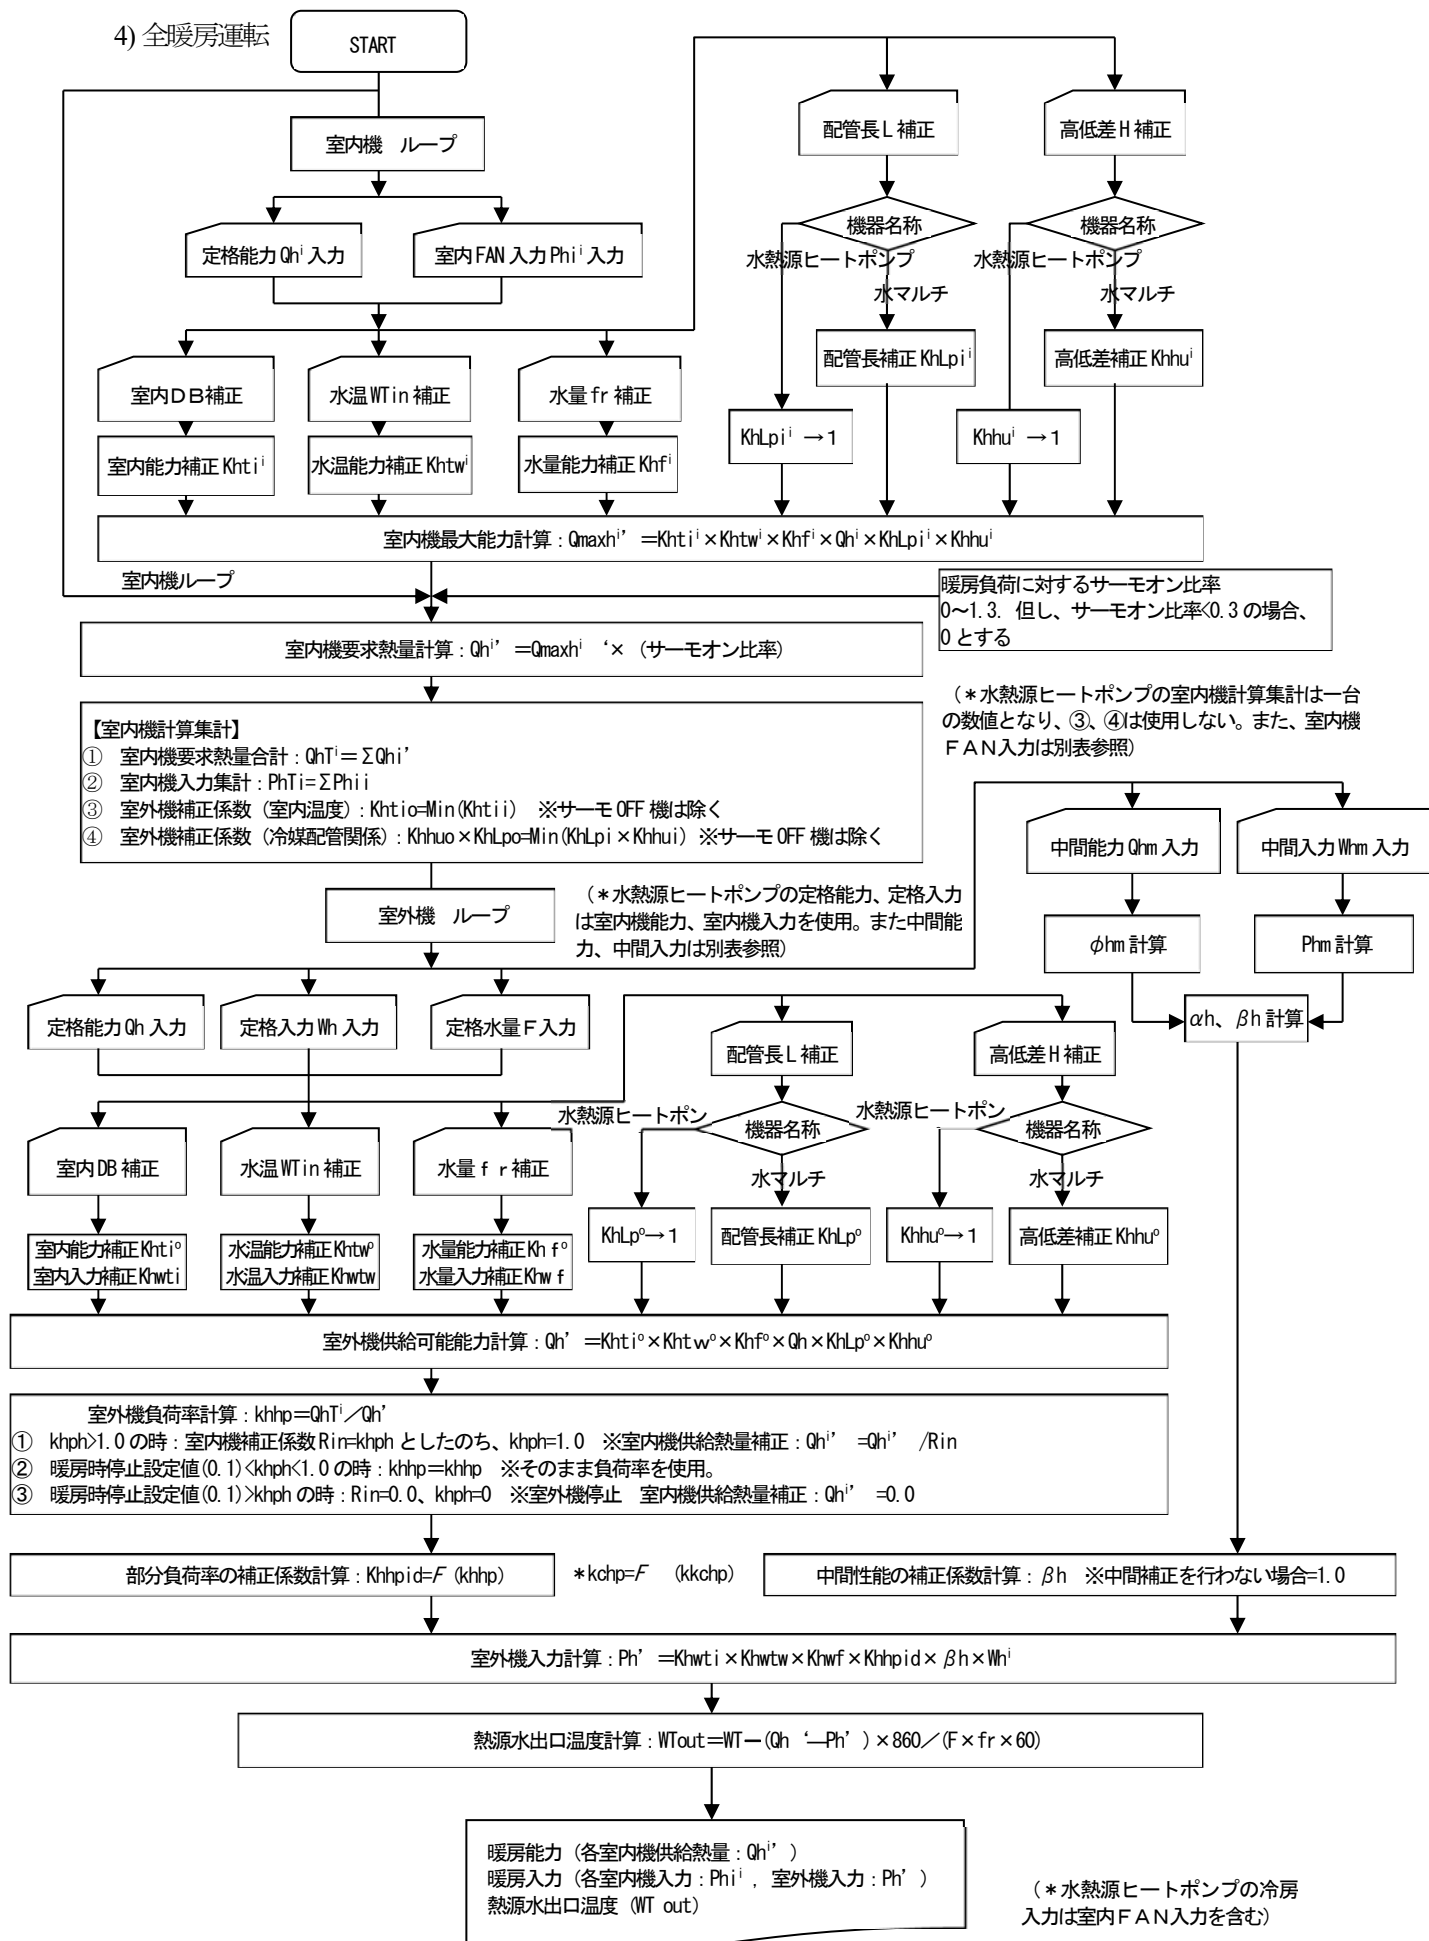 4) 全暖房運転
START
室内機　ループ
定格能力 Qhⁱ 入力
室内 FAN 入力 Phiⁱ 入力
配管長 L 補正
高低差 H 補正
機器名称
機器名称
水熱源ヒートポンプ
水熱源ヒートポンプ
水マルチ
水マルチ
配管長補正 KhLpiⁱ
高低差補正 Khhuⁱ
室内ＤＢ補正
水温 WTin 補正
水量 fr 補正
KhLpiⁱ →１
Khhuⁱ →１
室内能力補正 Khtiⁱ
水温能力補正 Khtwⁱ
水量能力補正 Khfⁱ
室内機最大能力計算：Qmaxhⁱ’ ＝Khtiⁱ×Khtwⁱ×Khfⁱ×Qhⁱ×KhLpiⁱ×Khhuⁱ
室内機ループ
暖房負荷に対するサーモオン比率
0～1.3. 但し、サーモオン比率<0.3 の場合、
0 とする
室内機要求熱量計算：Qhⁱ’ ＝Qmaxhⁱ ‘×（サーモオン比率）
（＊水熱源ヒートポンプの室内機計算集計は一台
の数値となり、③、④は使用しない。また、室内機
ＦＡＮ入力は別表参照）
【室内機計算集計】
①　室内機要求熱量合計：QhTⁱ＝ΣQhi’
②　室内機入力集計：PhTi=ΣPhii
③　室外機補正係数（室内温度）：Khtio=Min(Khtii)　※サーモ OFF 機は除く
④　室外機補正係数（冷媒配管関係）：Khhuo×KhLpo=Min(KhLpi×Khhui) ※サーモ OFF 機は除く
中間能力 Qhm 入力
中間入力 Whm 入力
室外機　ループ
（＊水熱源ヒートポンプの定格能力、定格入力
は室内機能力、室内機入力を使用。また中間能
力、中間入力は別表参照）
φhm 計算
Phm 計算
定格能力 Qh 入力
定格入力 Wh 入力
定格水量Ｆ入力
αh、βh 計算
配管長 L 補正
高低差 H 補正
水熱源ヒートポン
水熱源ヒートポン
機器名称
機器名称
室内 DB 補正
水温 WTin 補正
水量ｆｒ補正
水マルチ
水マルチ
KhLpᵒ→１
配管長補正 KhLpᵒ
Khhuᵒ→１
高低差補正 Khhuᵒ
室内能力補正 Khtiᵒ
室内入力補正 Khwti
水温能力補正 Khtwᵒ
水温入力補正 Khwtw
水量能力補正 Khｆᵒ
水量入力補正 Khwｆ
室外機供給可能能力計算：Qh’ ＝Khtiᵒ×Khtｗᵒ×Khfᵒ×Qh×KhLpᵒ×Khhuᵒ
室外機負荷率計算：khhp＝QhTⁱ／Qh’
①　khph>1.0 の時：室内機補正係数 Rin=khph としたのち、khph=1.0　※室内機供給熱量補正：Qhⁱ’ =Qhⁱ’ /Rin
②　暖房時停止設定値(0.1)<khph<1.0 の時：khhp＝khhp　※そのまま負荷率を使用。
③　暖房時停止設定値(0.1)>khph の時：Rin=0.0、khph=0　※室外機停止　室内機供給熱量補正：Qhⁱ’ =0.0
部分負荷率の補正係数計算：Khhpid=F (khhp)
＊kchp=F　(kkchp)
中間性能の補正係数計算：βh　※中間補正を行わない場合=1.0
室外機入力計算：Ph’ ＝Khwti×Khwtw×Khwf×Khhpid×βh×Whⁱ
熱源水出口温度計算：WTout＝WT－(Qh ‘—Ph’ )×860／(F×fr×60)
暖房能力（各室内機供給熱量：Qhⁱ’ ）
暖房入力（各室内機入力：Phiⁱ , 室外機入力：Ph’ ）
熱源水出口温度（WT out）
（＊水熱源ヒートポンプの冷房
入力は室内ＦＡＮ入力を含む）